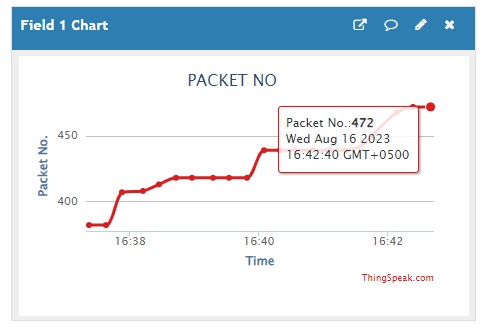 Field 1 Chart
PACKET NO
Packet No.:472
Wed Aug 16 2023
16:42:40 GMT+0500
Packet No.
450
400
16:38
16:40
16:42
Time
ThingSpeak.com